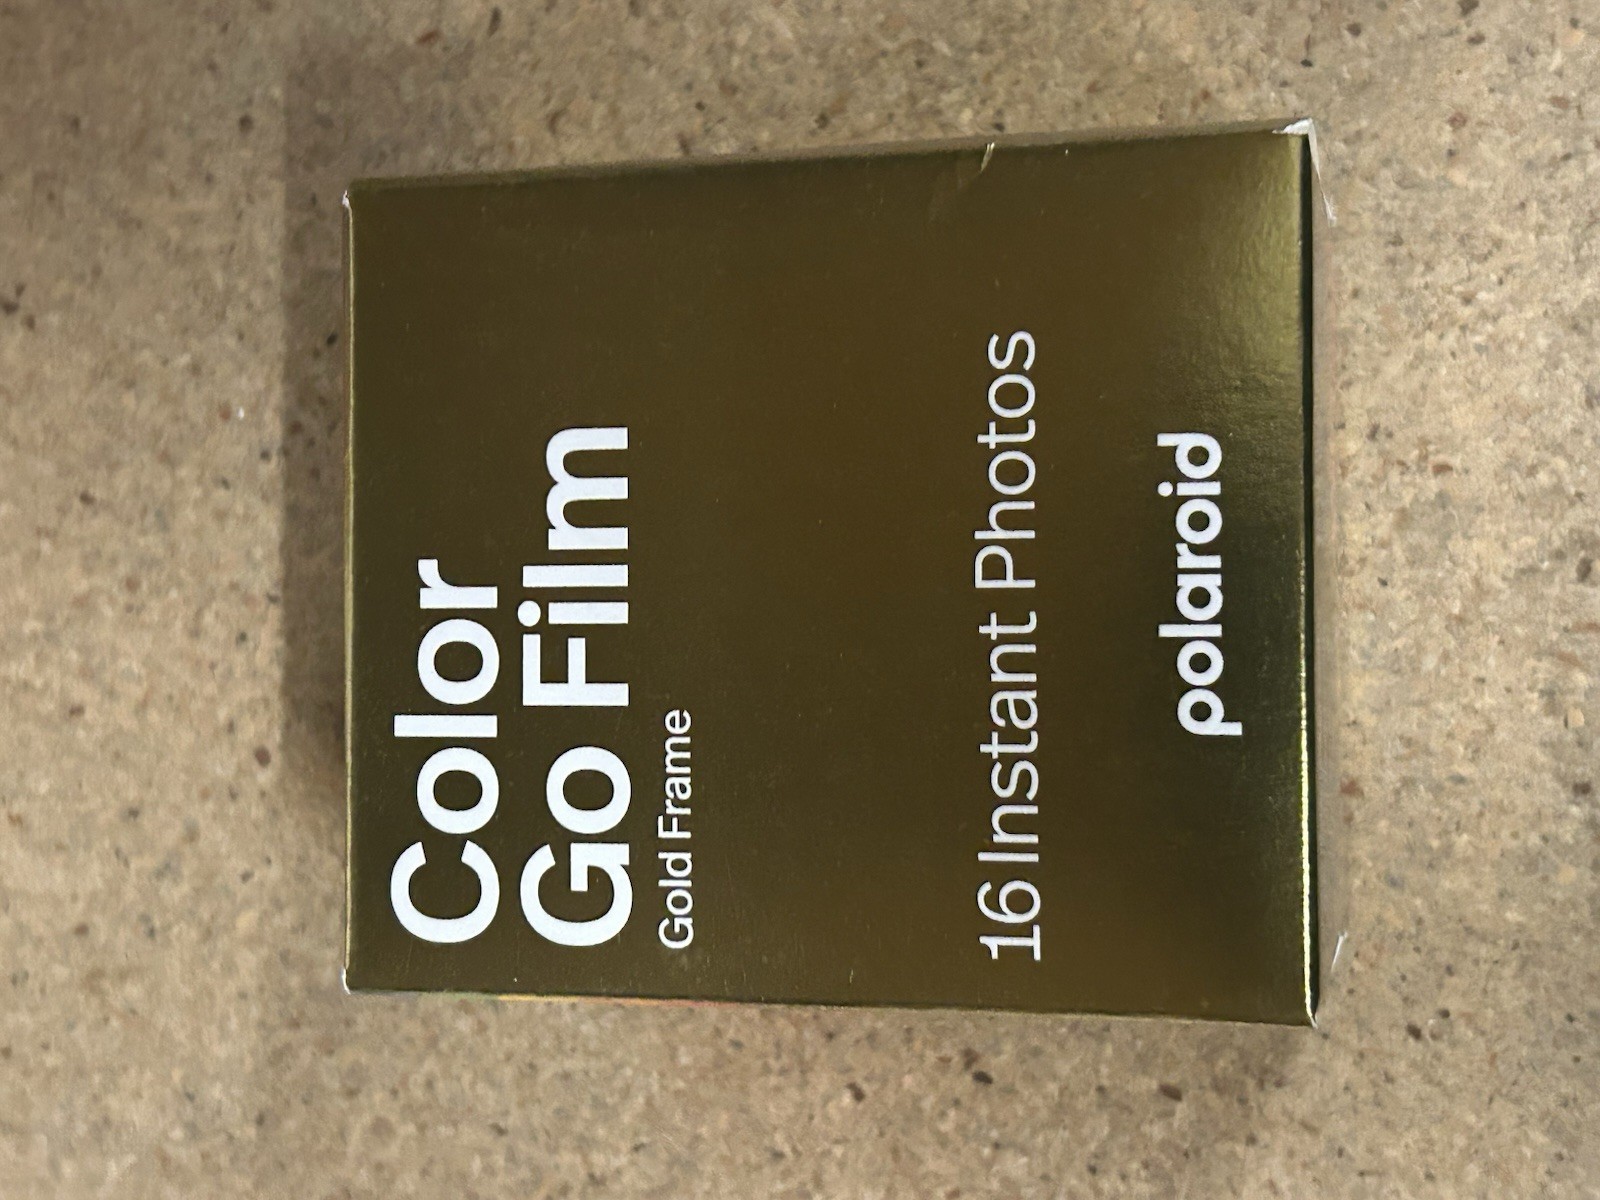 Color
Go Film
Gold Frame
16 Instant Photos
polaroid